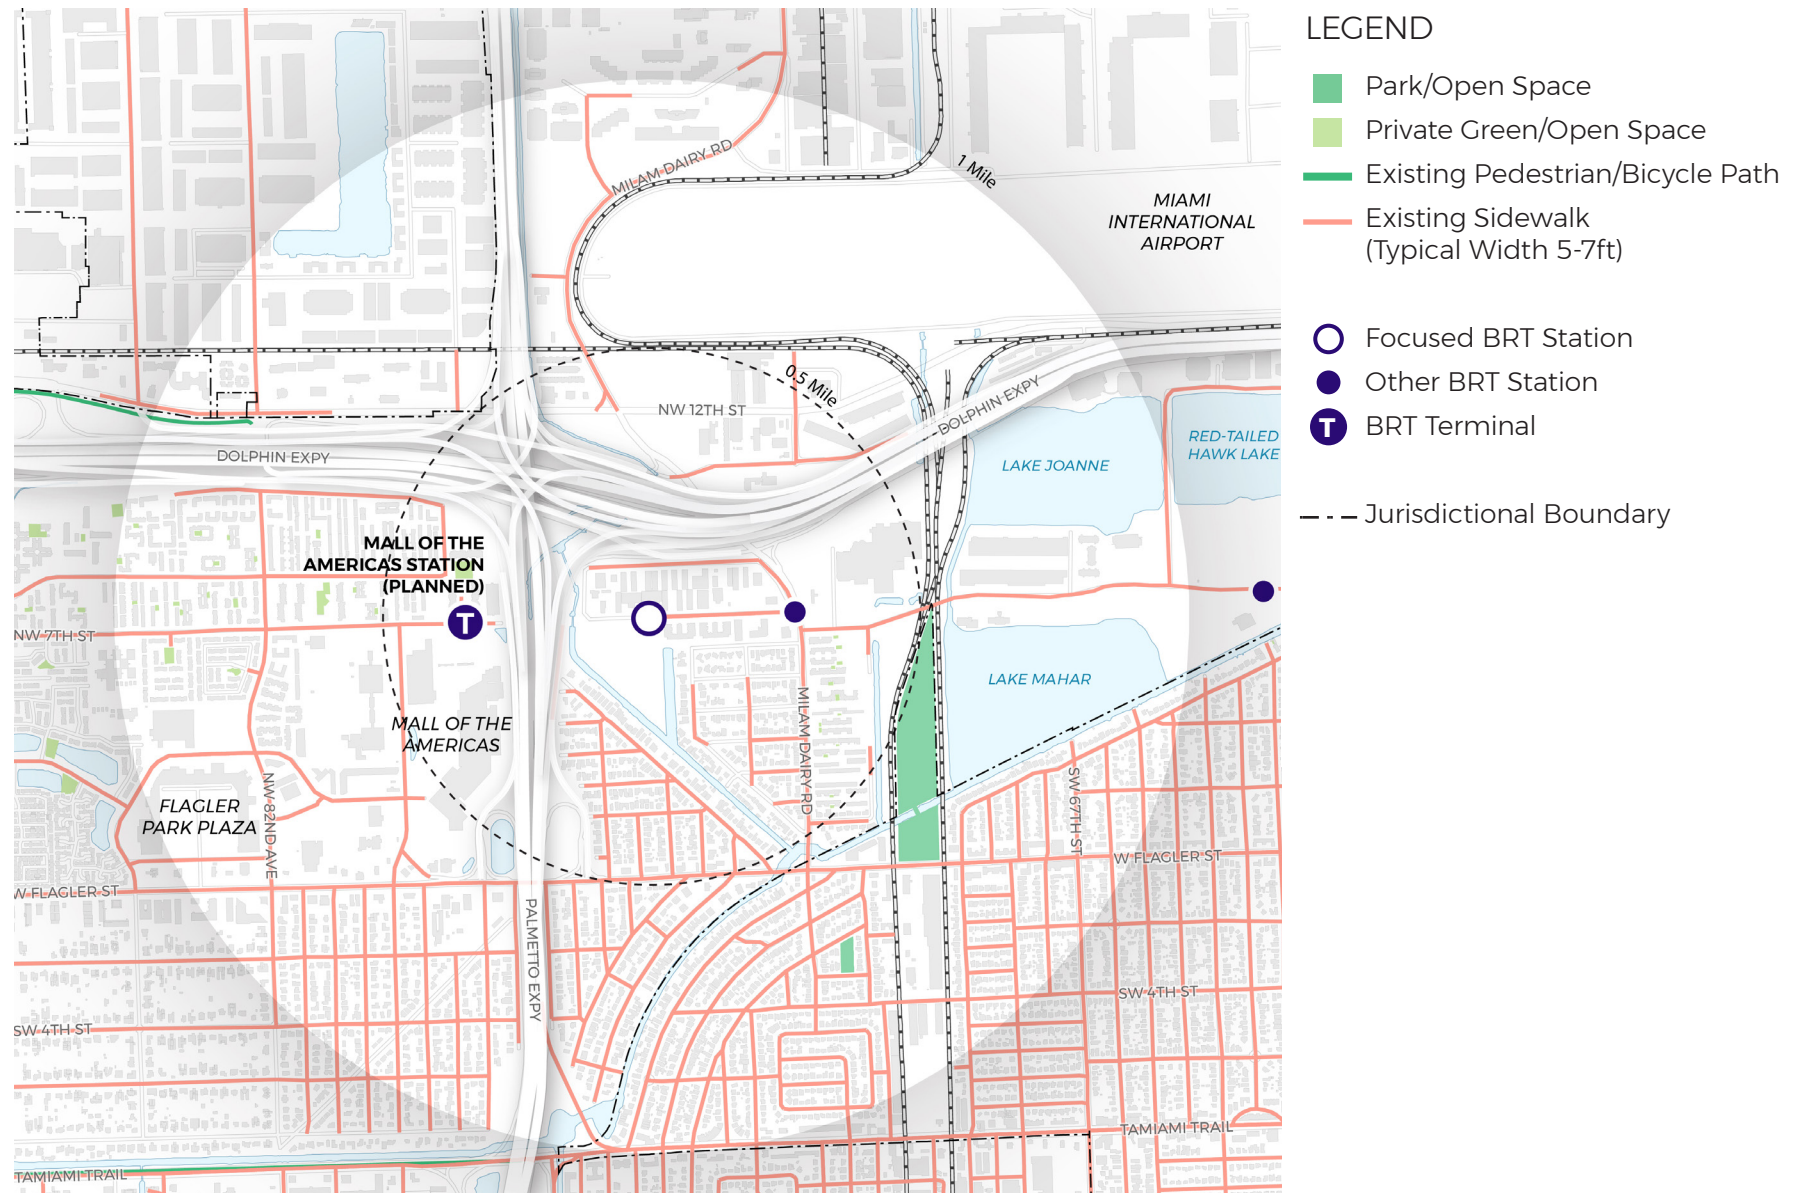 MILAM DAIRY RD
1 Mile
MIAMI
INTERNATIONAL
AIRPORT
0.5 Mile
NW 12TH ST
DOLPHIN EXPY
DOLPHIN EXPY
LAKE JOANNE
RED-TAILED
HAWK LAKE
MALL OF THE
AMERICAS STATION
(PLANNED)
T
NW 7TH ST
LAKE MAHAR
MILAM DAIRY RD
MALL OF THE
AMERICAS
FLAGLER
PARK PLAZA
NW 82ND AVE
SW 67TH ST
W FLAGLER ST
W FLAGLER ST
PALMETTO EXPY
SW 4TH ST
SW 4TH ST
TAMIAMI TRAIL
TAMIAMI TRAIL
LEGEND
Park/Open Space
Private Green/Open Space
Existing Pedestrian/Bicycle Path
Existing Sidewalk
(Typical Width 5-7ft)
Focused BRT Station
Other BRT Station
T BRT Terminal
Jurisdictional Boundary